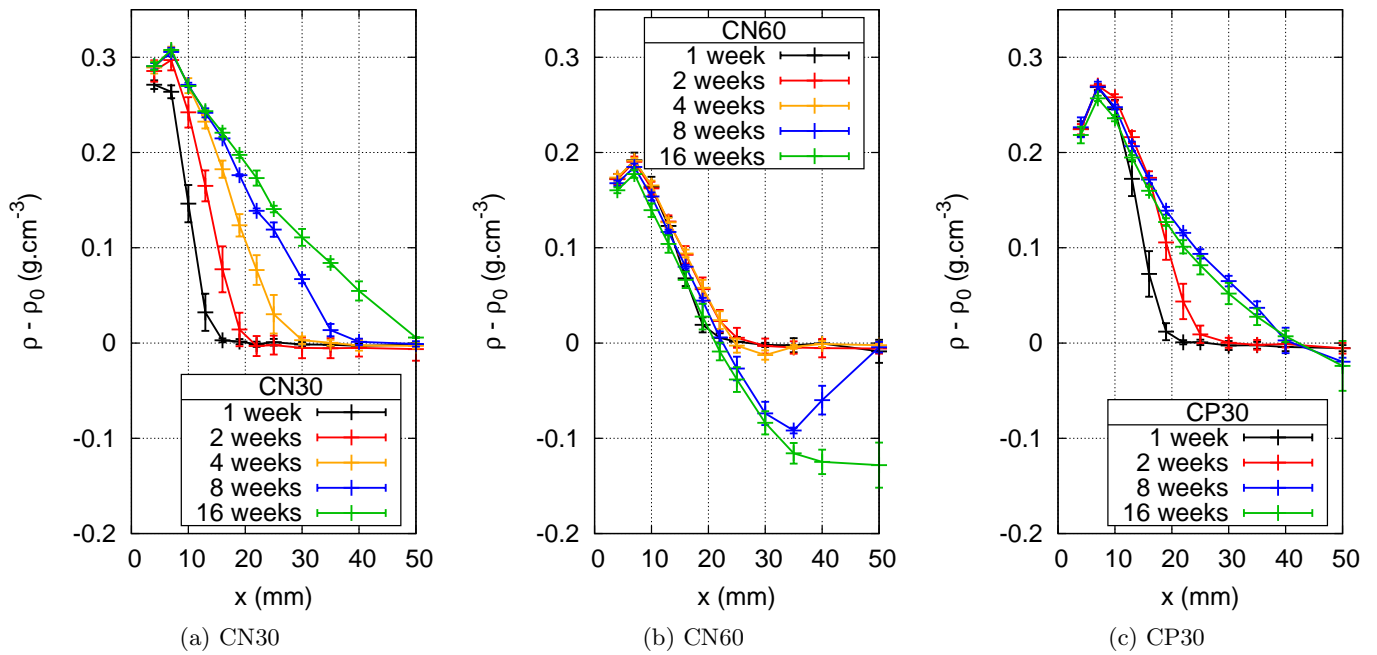 ρ - ρ0 (g.cm-3)
0.3
0.2
0.1
0
-0.1
-0.2
0 10 20 30 40 50
x (mm)
CN30
1 week
2 weeks
4 weeks
8 weeks
16 weeks
(a) CN30
ρ - ρ0 (g.cm-3)
0.3
0.2
0.1
0
-0.1
-0.2
0 10 20 30 40 50
x (mm)
CN60
1 week
2 weeks
4 weeks
8 weeks
16 weeks
(b) CN60
ρ - ρ0 (g.cm-3)
0.3
0.2
0.1
0
-0.1
-0.2
0 10 20 30 40 50
x (mm)
CP30
1 week
2 weeks
8 weeks
16 weeks
(c) CP30